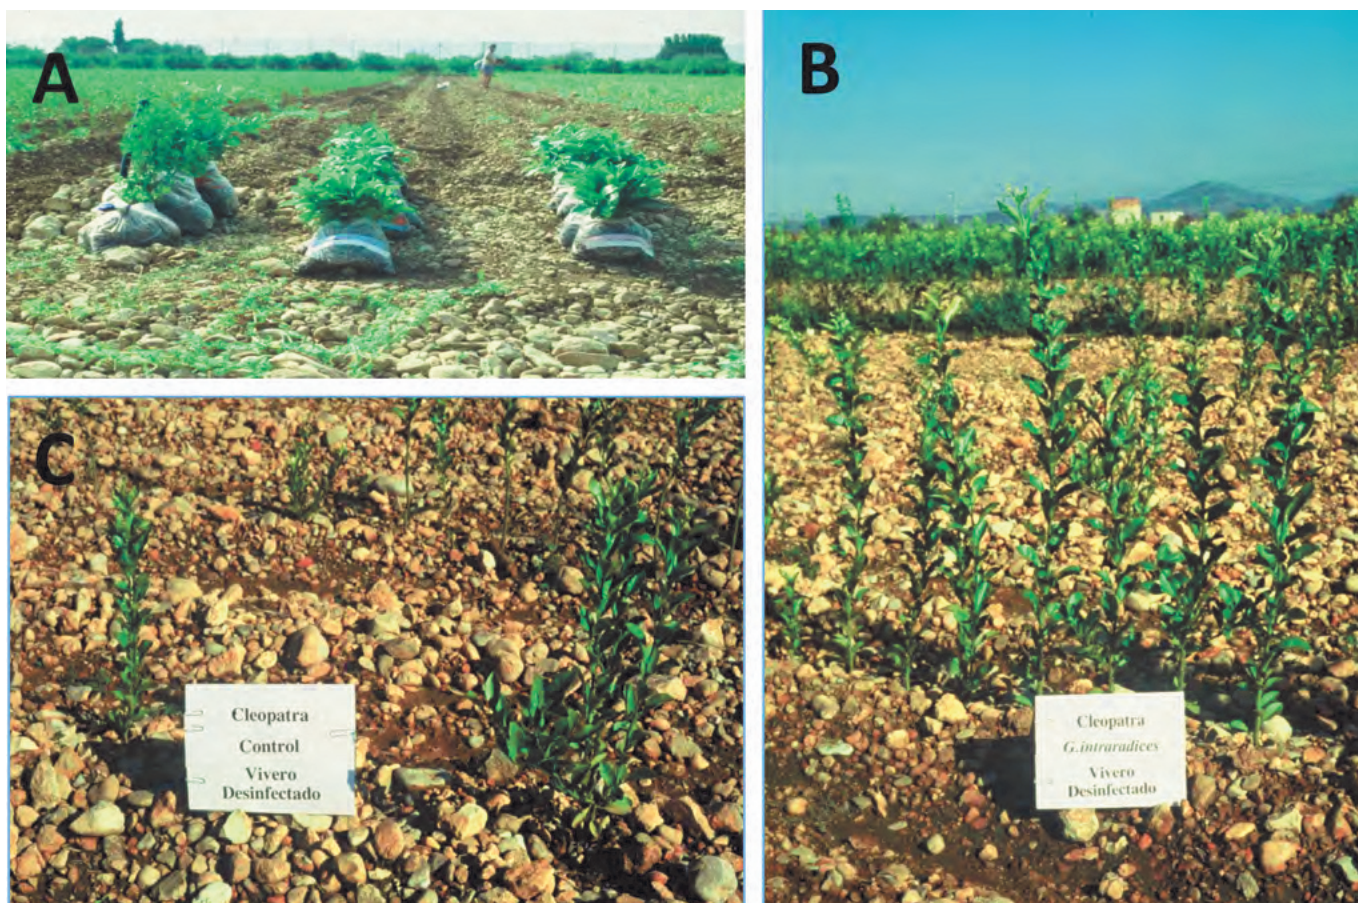 A
B
C
Cleopatra
Control
Vivero
Desinfectado
Cleopatra
G.intraradices
Vivero
Desinfectado